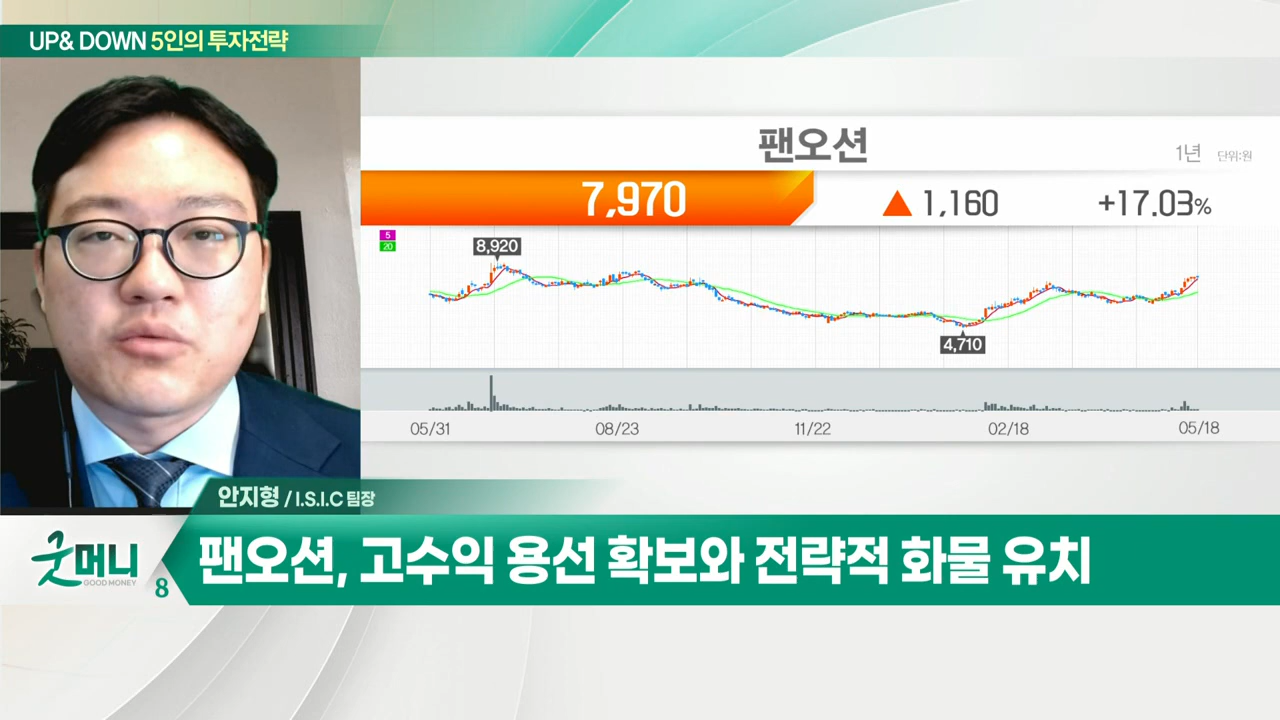 UP& DOWN 5인의 투자전략
팬오션
1년 단위:원
7,970 ▲ 1,160 +17.03%
5
20
8,920
4,710
05/31 08/23 11/22 02/18 05/18
안지형 / I.S.I.C 팀장
굿머니
GOOD MONEY
8
팬오션, 고수익 용선 확보와 전략적 화물 유치